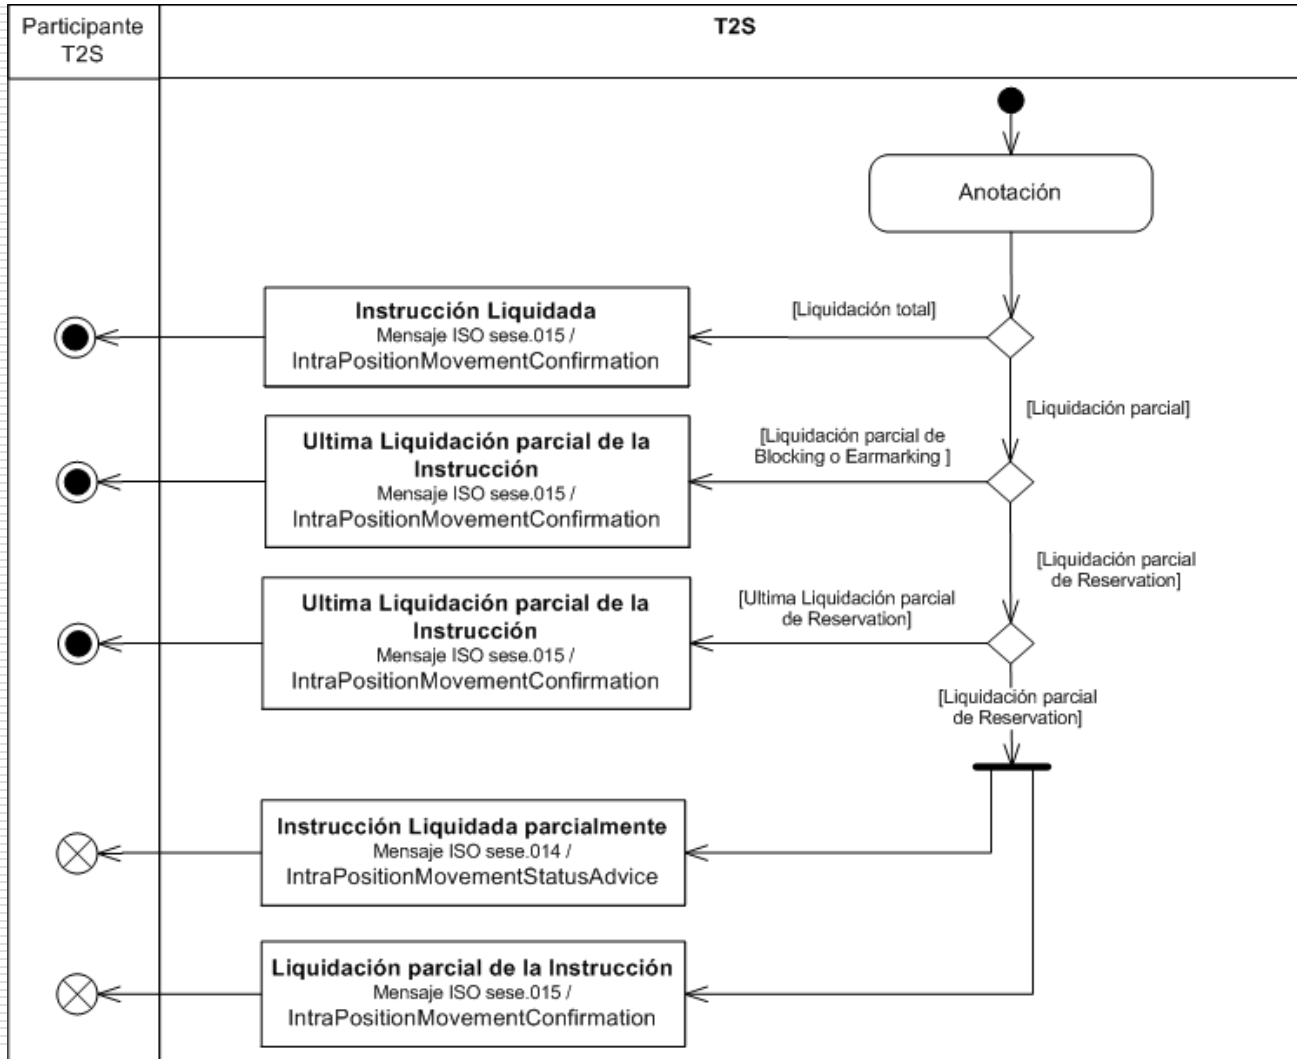 Participante
T2S
T2S
Anotación
[Liquidación total]
Instrucción Liquidada
Mensaje ISO sese.015 /
IntraPositionMovementConfirmation
[Liquidación parcial]
[Liquidación parcial de
Blocking o Earmarking ]
Ultima Liquidación parcial de la
Instrucción
Mensaje ISO sese.015 /
IntraPositionMovementConfirmation
[Liquidación parcial
de Reservation]
[Ultima Liquidación parcial
de Reservation]
Ultima Liquidación parcial de la
Instrucción
Mensaje ISO sese.015 /
IntraPositionMovementConfirmation
[Liquidación parcial
de Reservation]
Instrucción Liquidada parcialmente
Mensaje ISO sese.014 /
IntraPositionMovementStatusAdvice
Liquidación parcial de la Instrucción
Mensaje ISO sese.015 /
IntraPositionMovementConfirmation